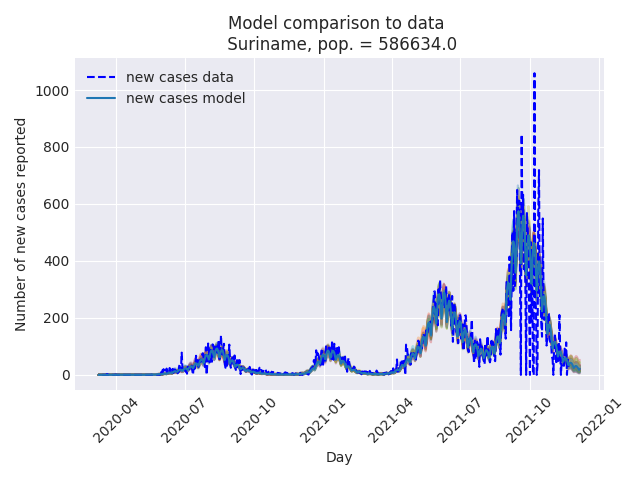 Model comparison to data
Suriname, pop. = 586634.0
new cases data
new cases model
Number of new cases reported
1000
800
600
400
200
0
2020-04
2020-07
2020-10
2021-01
2021-04
2021-07
2021-10
2022-01
Day